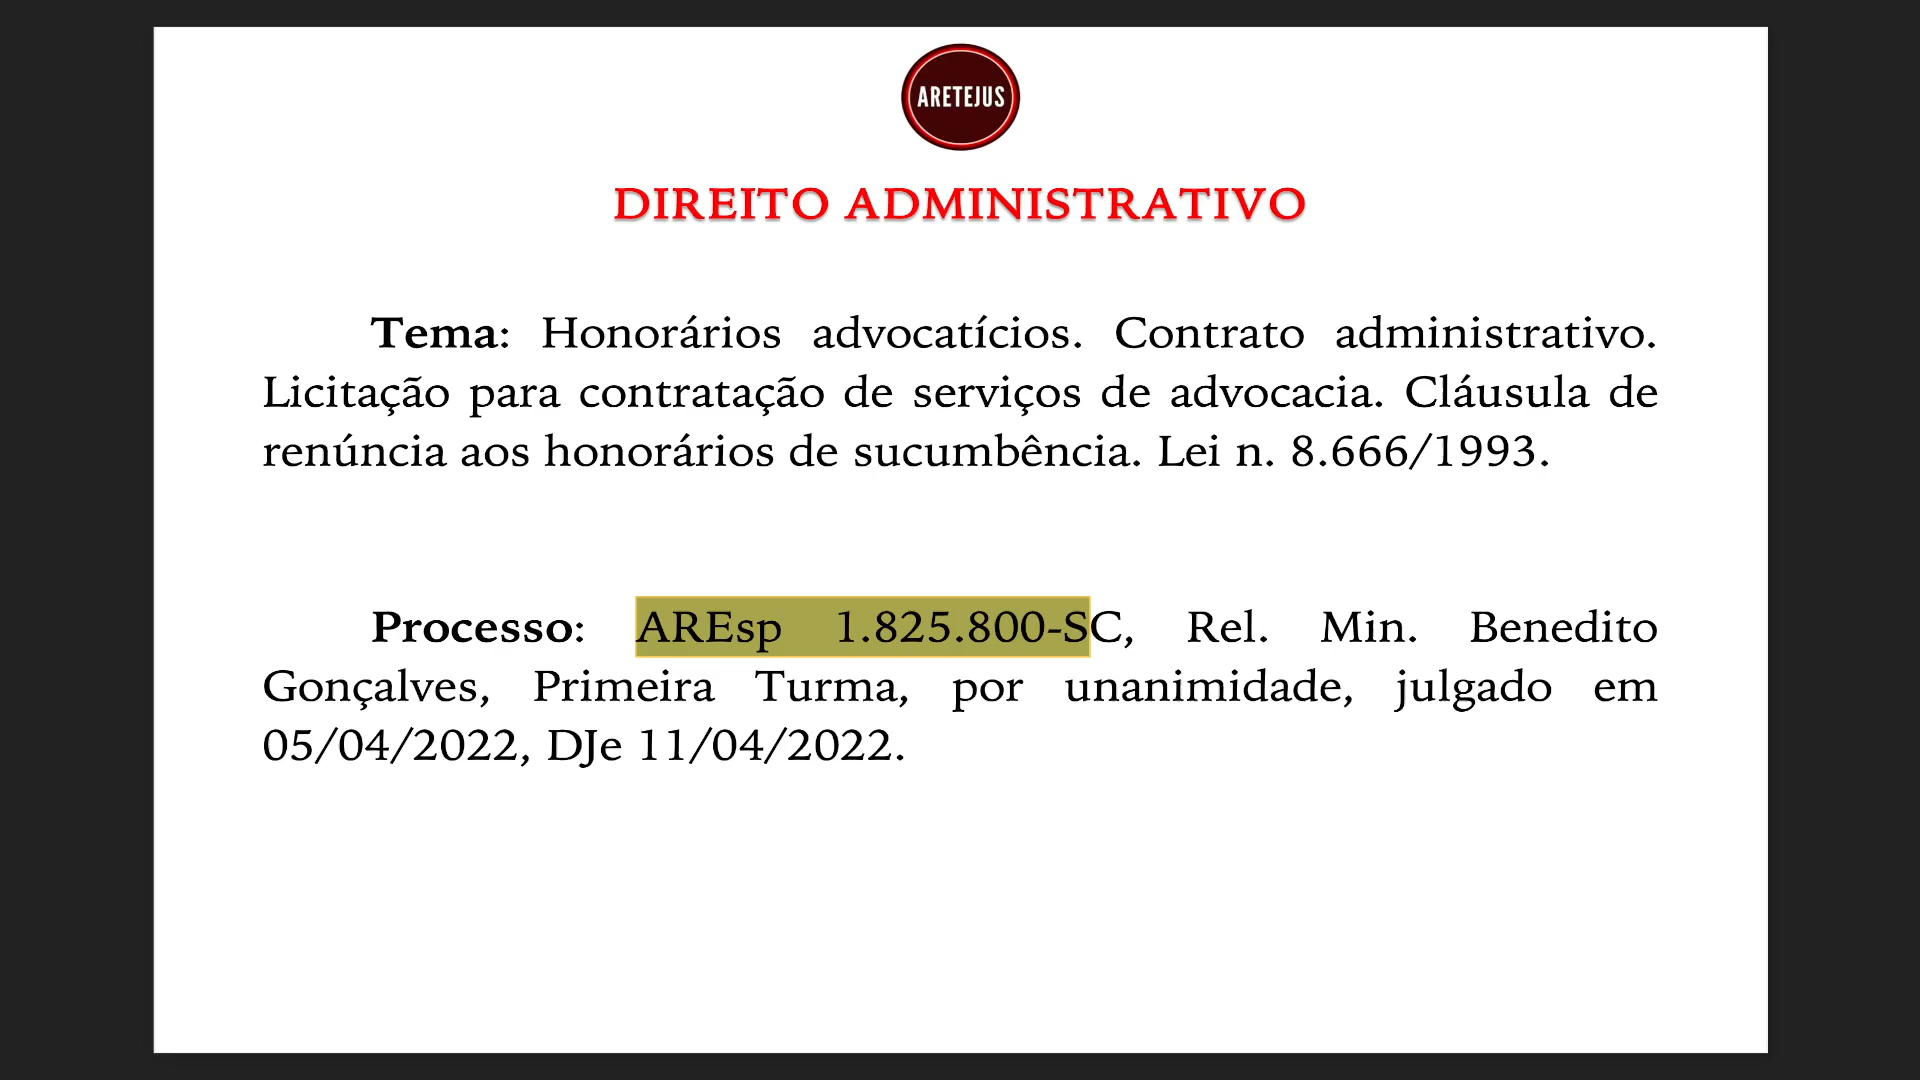 ARETEJUS
DIREITO ADMINISTRATIVO
Tema: Honorários advocatícios. Contrato administrativo.
Licitação para contratação de serviços de advocacia. Cláusula de
renúncia aos honorários de sucumbência. Lei n. 8.666/1993.
Processo: AREsp 1.825.800-SC, Rel. Min. Benedito
Gonçalves, Primeira Turma, por unanimidade, julgado em
05/04/2022, DJe 11/04/2022.